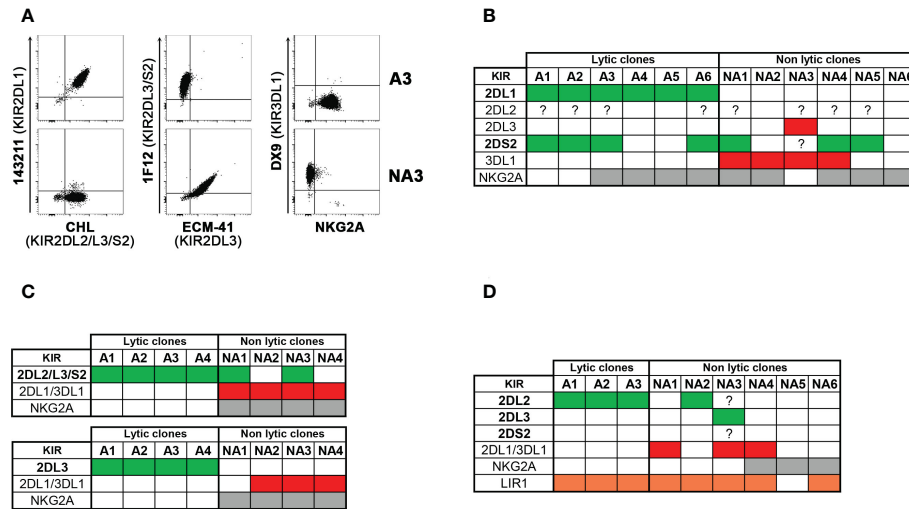 A
143211 (KIR2DL1)
1F12 (KIR2DL3/S2)
DX9 (KIR3DL1)
A3
NA3
CHL
(KIR2DL2/L3/S2)
ECM-41
(KIR2DL3)
NKG2A
B
Lytic clones Non lytic clones
KIR A1 A2 A3 A4 A5 A6 NA1 NA2 NA3 NA4 NA5 NA6
2DL1
2DL2 ? ? ? ? ? ? ? ?
2DL3
2DS2 ?
3DL1
NKG2A
C
Lytic clones Non lytic clones
KIR A1 A2 A3 A4 NA1 NA2 NA3 NA4
2DL2/L3/S2
2DL1/3DL1
NKG2A
Lytic clones Non lytic clones
KIR A1 A2 A3 A4 NA1 NA2 NA3 NA4
2DL3
2DL1/3DL1
NKG2A
D
Lytic clones Non lytic clones
KIR A1 A2 A3 NA1 NA2 NA3 NA4 NA5 NA6
2DL2 ?
2DL3
2DS2 ?
2DL1/3DL1
NKG2A
LIR1